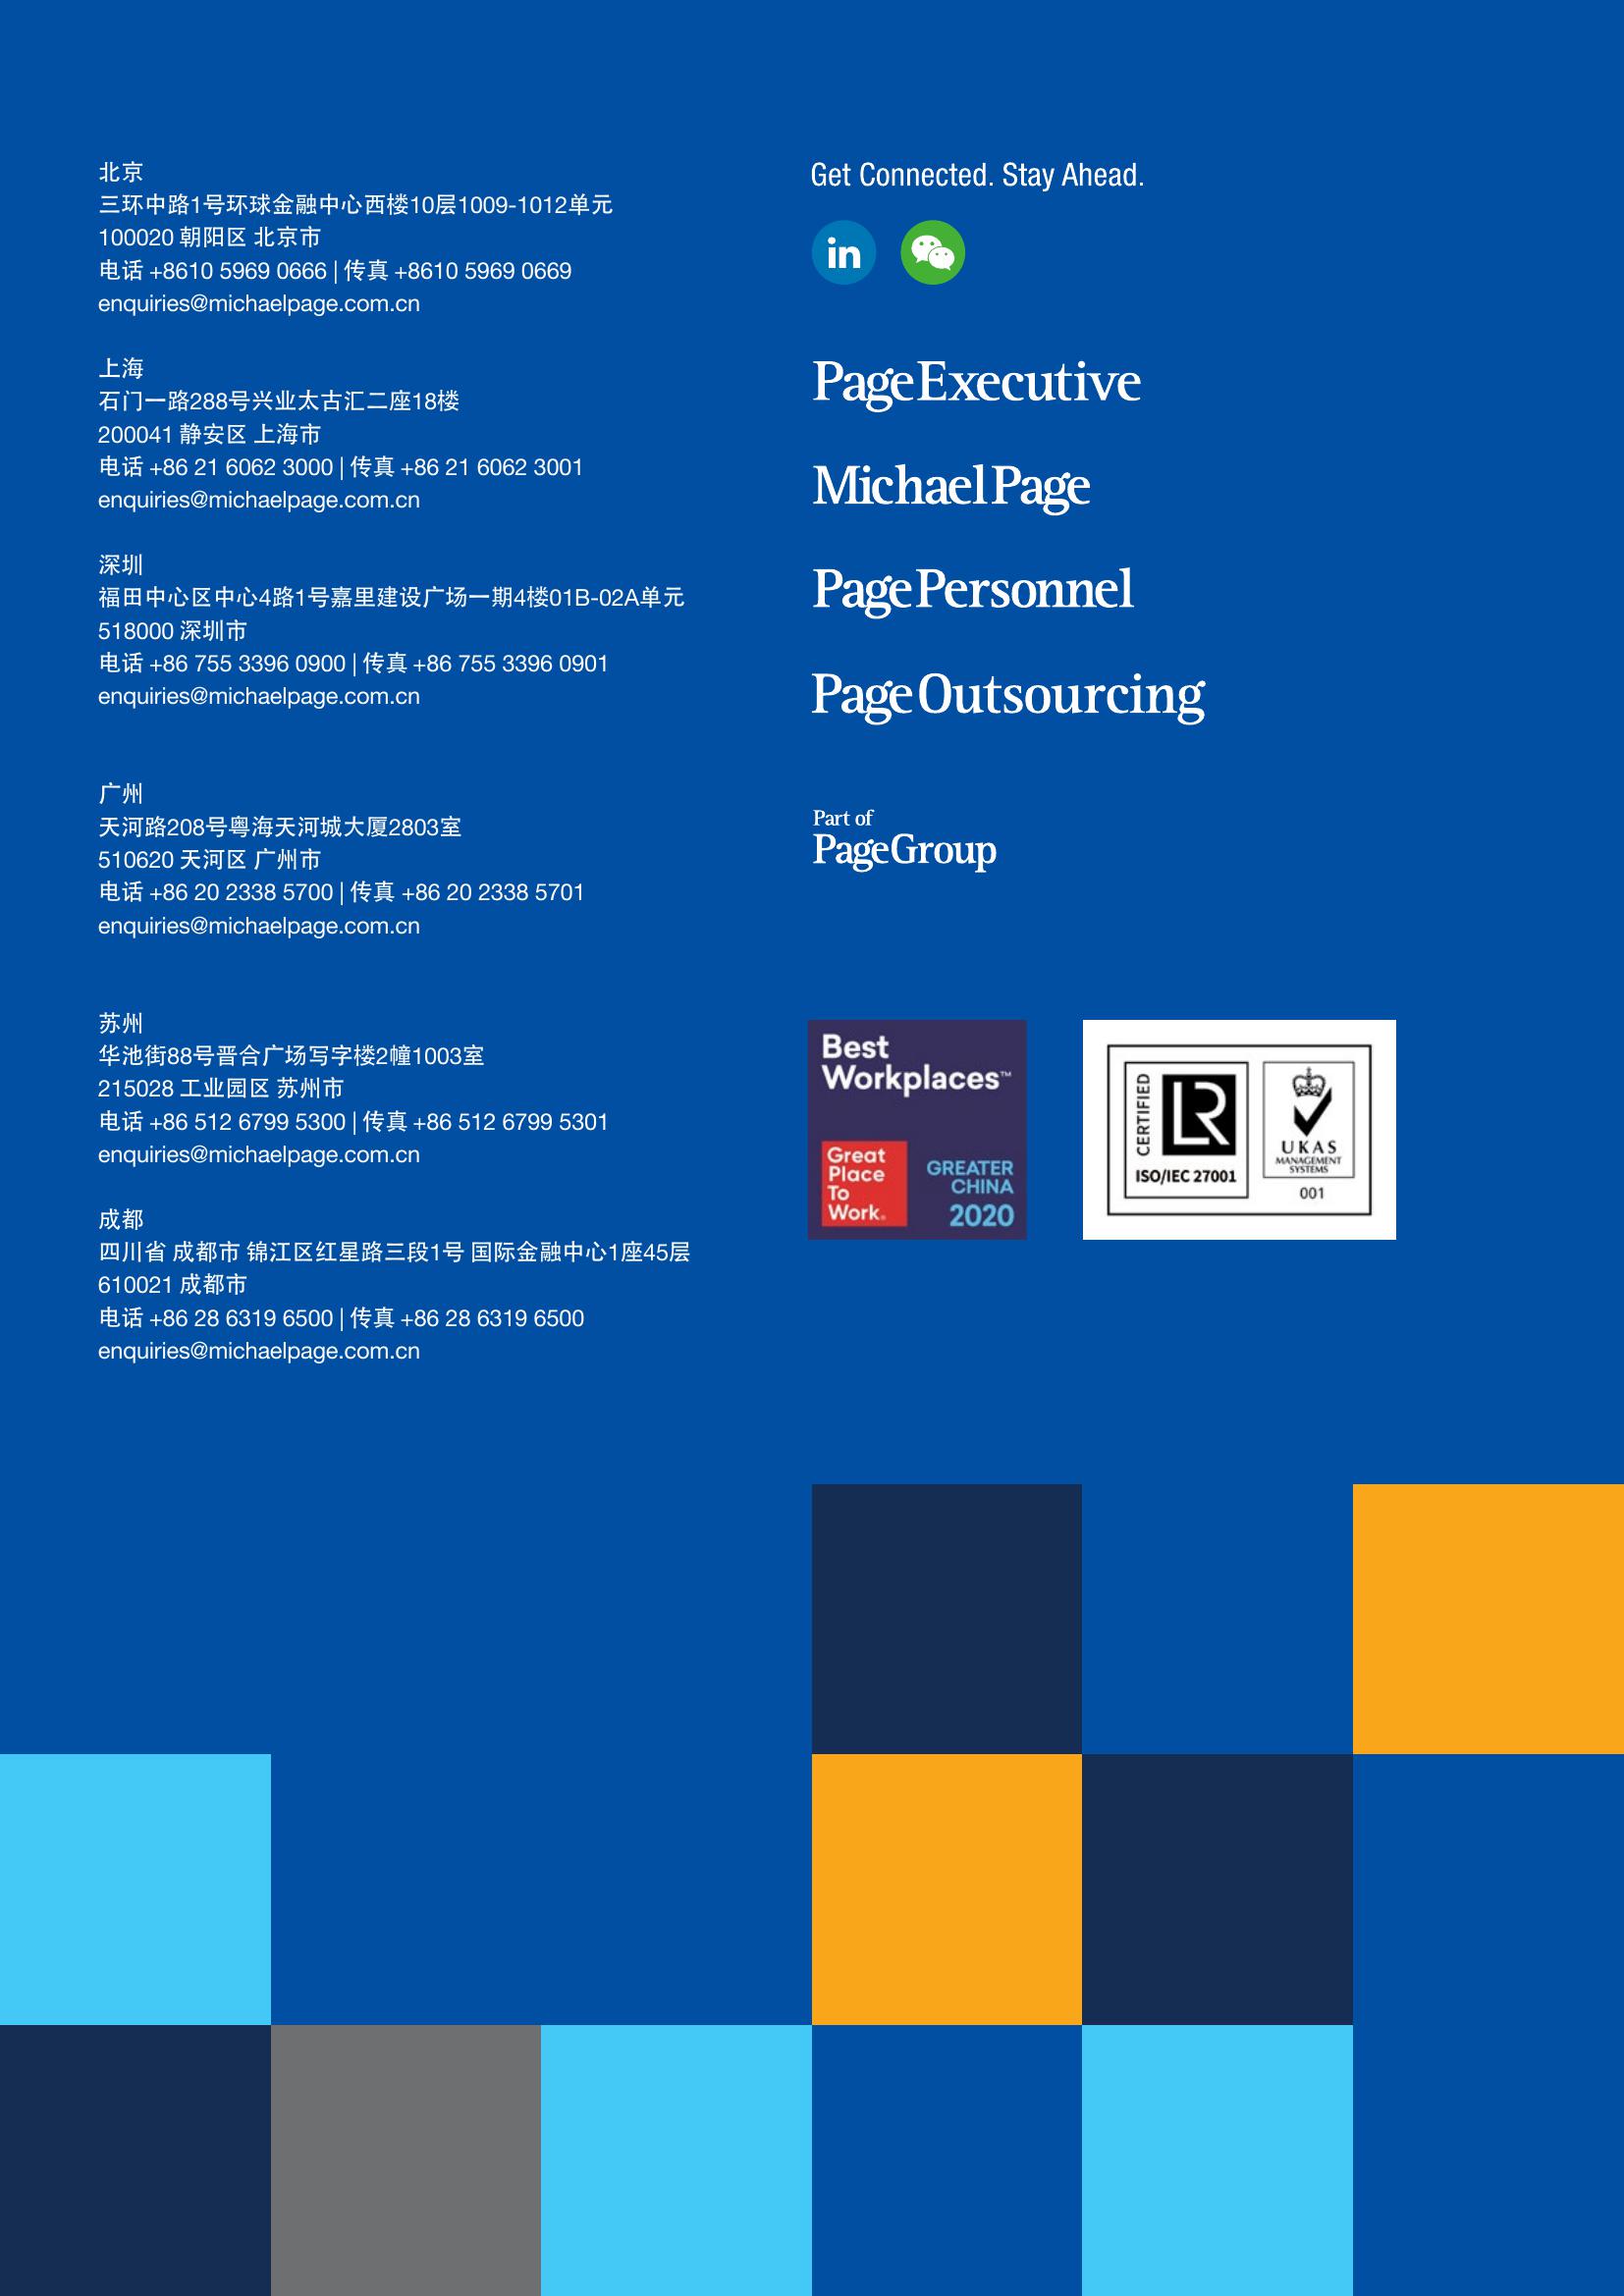 北京
三环中路1号环球金融中心西楼10层1009-1012单元
100020 朝阳区 北京市
电话 +8610 5969 0666 | 传真 +8610 5969 0669
enquiries@michaelpage.com.cn
上海
石门一路288号兴业太古汇二座18楼
200041 静安区 上海市
电话 +86 21 6062 3000 | 传真 +86 21 6062 3001
enquiries@michaelpage.com.cn
深圳
福田中心区中心4路1号嘉里建设广场一期4楼01B-02A单元
518000 深圳市
电话 +86 755 3396 0900 | 传真 +86 755 3396 0901
enquiries@michaelpage.com.cn
广州
天河路208号粤海天河城大厦2803室
510620 天河区 广州市
电话 +86 20 2338 5700 | 传真 +86 20 2338 5701
enquiries@michaelpage.com.cn
苏州
华池街88号晋合广场写字楼2幢1003室
215028 工业园区 苏州市
电话 +86 512 6799 5300 | 传真 +86 512 6799 5301
enquiries@michaelpage.com.cn
成都
四川省 成都市 锦江区红星路三段1号 国际金融中心1座45层
610021 成都市
电话 +86 28 6319 6500 | 传真 +86 28 6319 6500
enquiries@michaelpage.com.cn
Get Connected. Stay Ahead.
in
PageExecutive
MichaelPage
PagePersonnel
PageOutsourcing
Part of
PageGroup
Best
Workplaces™
Great
Place
To
Work.
GREATER
CHINA
2020
CERTIFIED
LR
ISO/IEC 27001
UKAS
MANAGEMENT
SYSTEMS
001